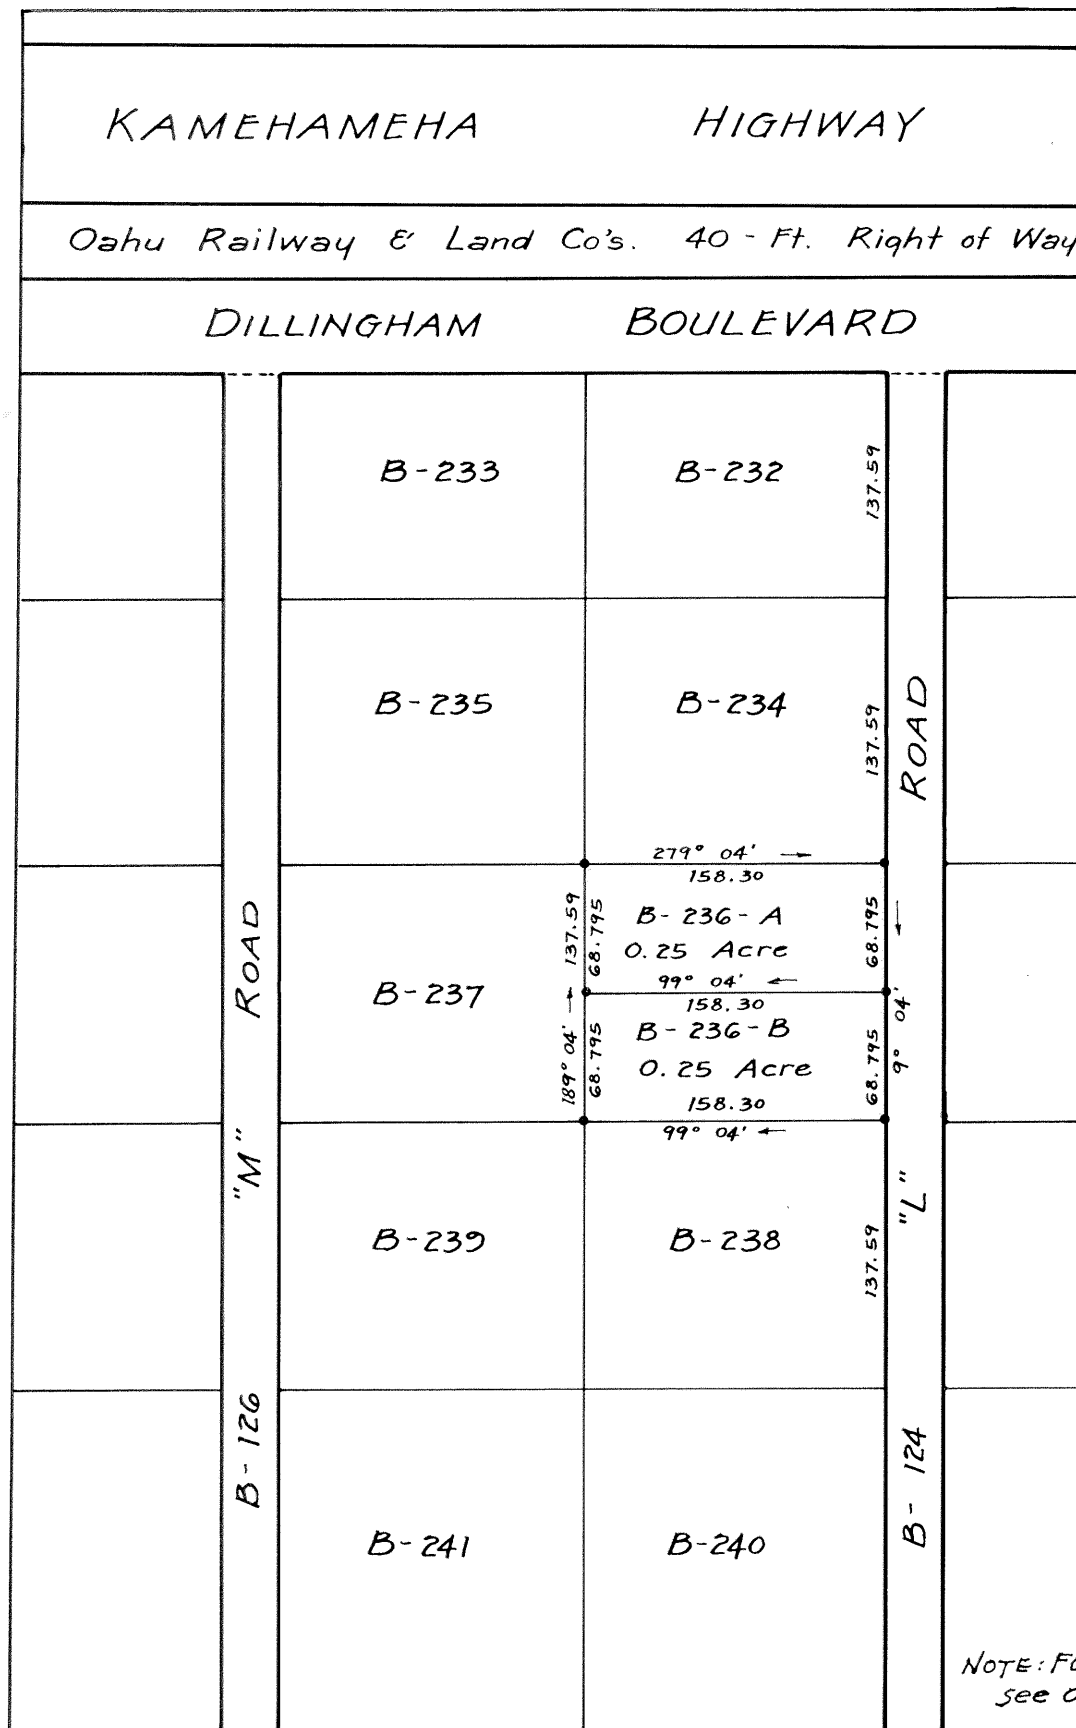 KAMEHAMEHA HIGHWAY
Oahu Railway & Land Co's. 40-Ft. Right of Way
DILLINGHAM BOULEVARD
B-233
B-232
137.59
B-235
B-234
137.59
ROAD
279° 04' →
158.30
137.59
68.795
B-236-A
0.25 Acre
68.795
ROAD
B-237
99° 04' ←
158.30
189° 04' →
68.795
B-236-B
0.25 Acre
68.795
9° 04'
158.30
99° 04' ←
"M"
"L"
B-239
B-238
137.59
B-126
B-124
B-241
B-240
NOTE:
see